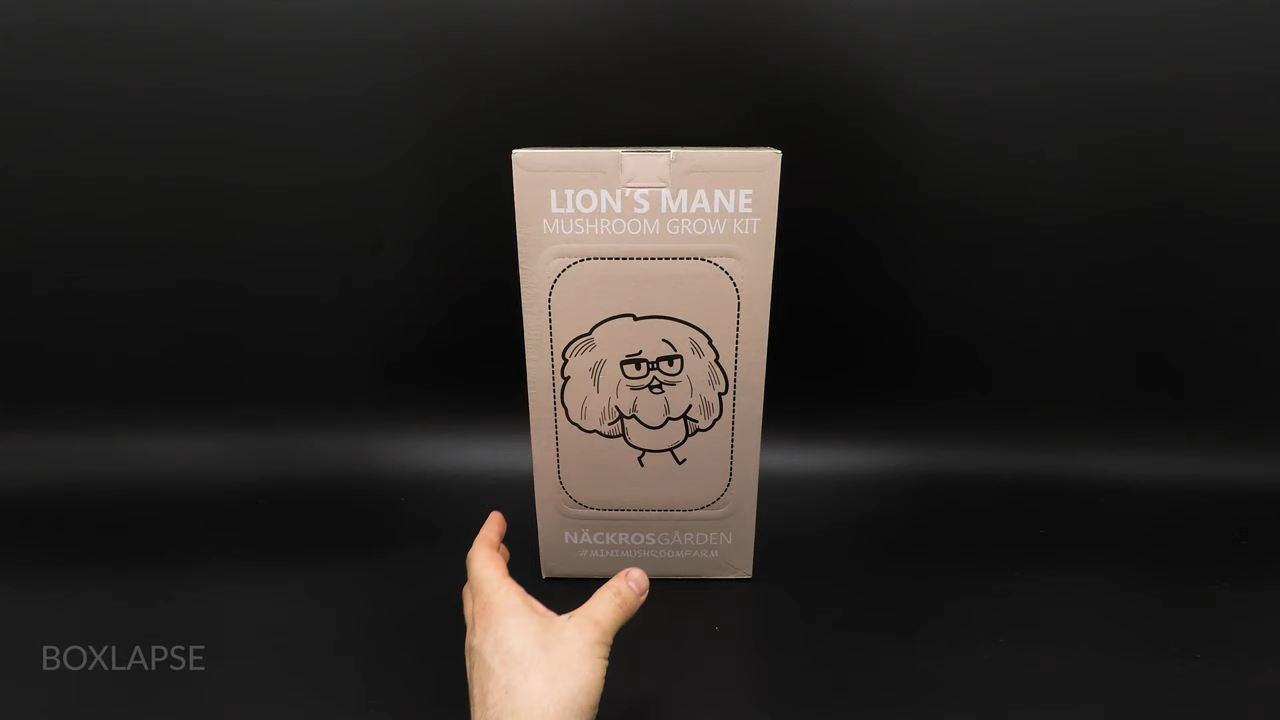 LION'S MANE
MUSHROOM GROW KIT
NÄCKROSGÅRDEN
#MINIMUSHROOMFARM
BOXLAPSE